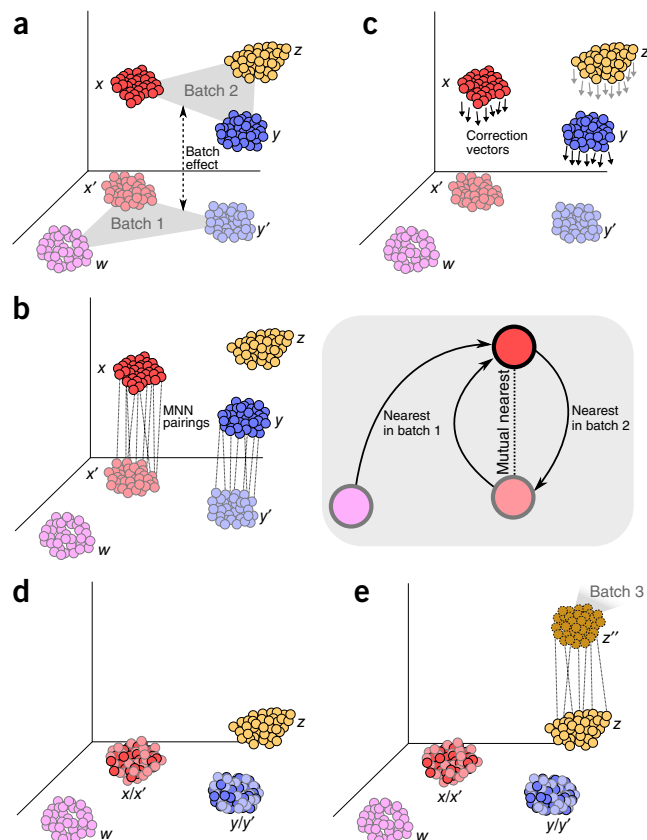 a
x
z
Batch 2
y
Batch
effect
x′
Batch 1
y′
w
c
x
z
Correction
vectors
y
x′
y′
w
b
z
x
MNN
pairings
y
x′
y′
w
Nearest
in batch 1
Mutual nearest
Nearest
in batch 2
d
z
x/x′
y/y′
w
e
Batch 3
z′′
z
x/x′
y/y′
w